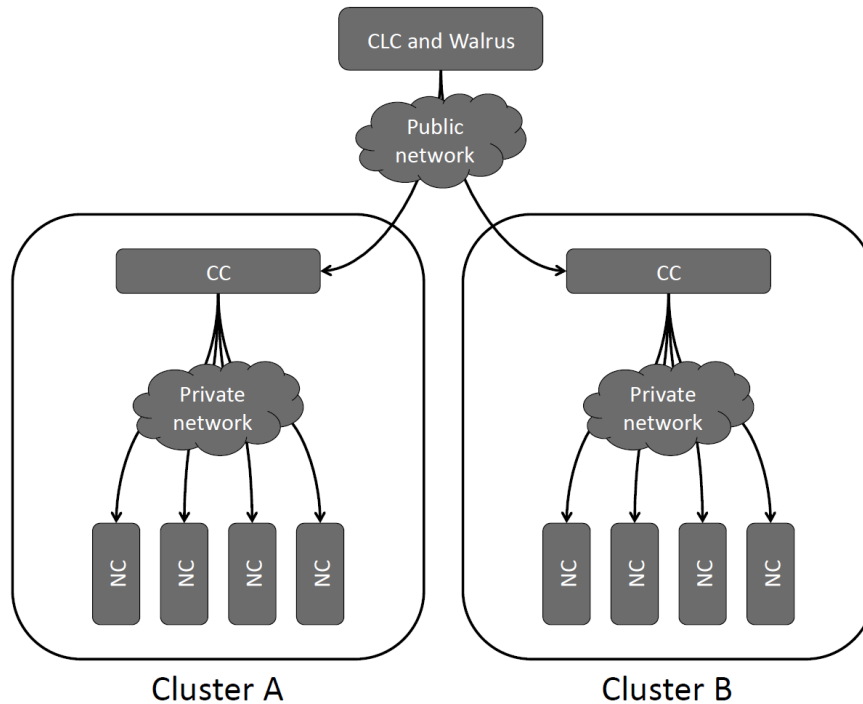 CLC and Walrus
Public
network
CC
CC
Private
network
Private
network
NC
NC
NC
NC
NC
NC
NC
NC
Cluster A
Cluster B